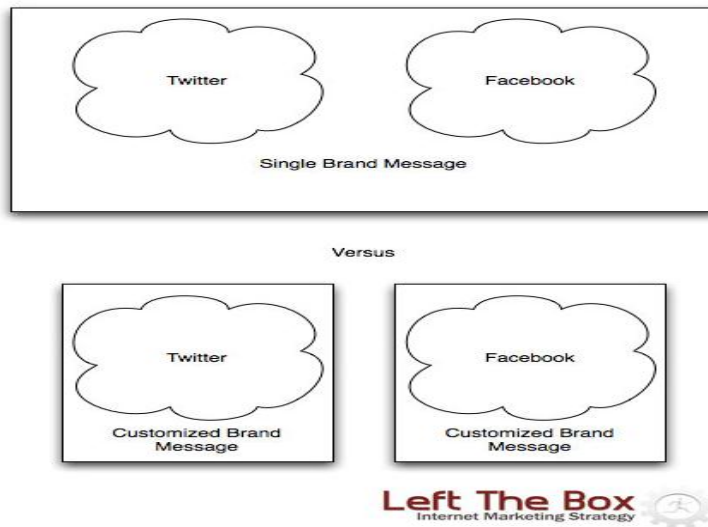 Twitter
Facebook
Single Brand Message
Versus
Twitter
Facebook
Customized Brand
Message
Customized Brand
Message
Left The Box
Internet Marketing Strategy